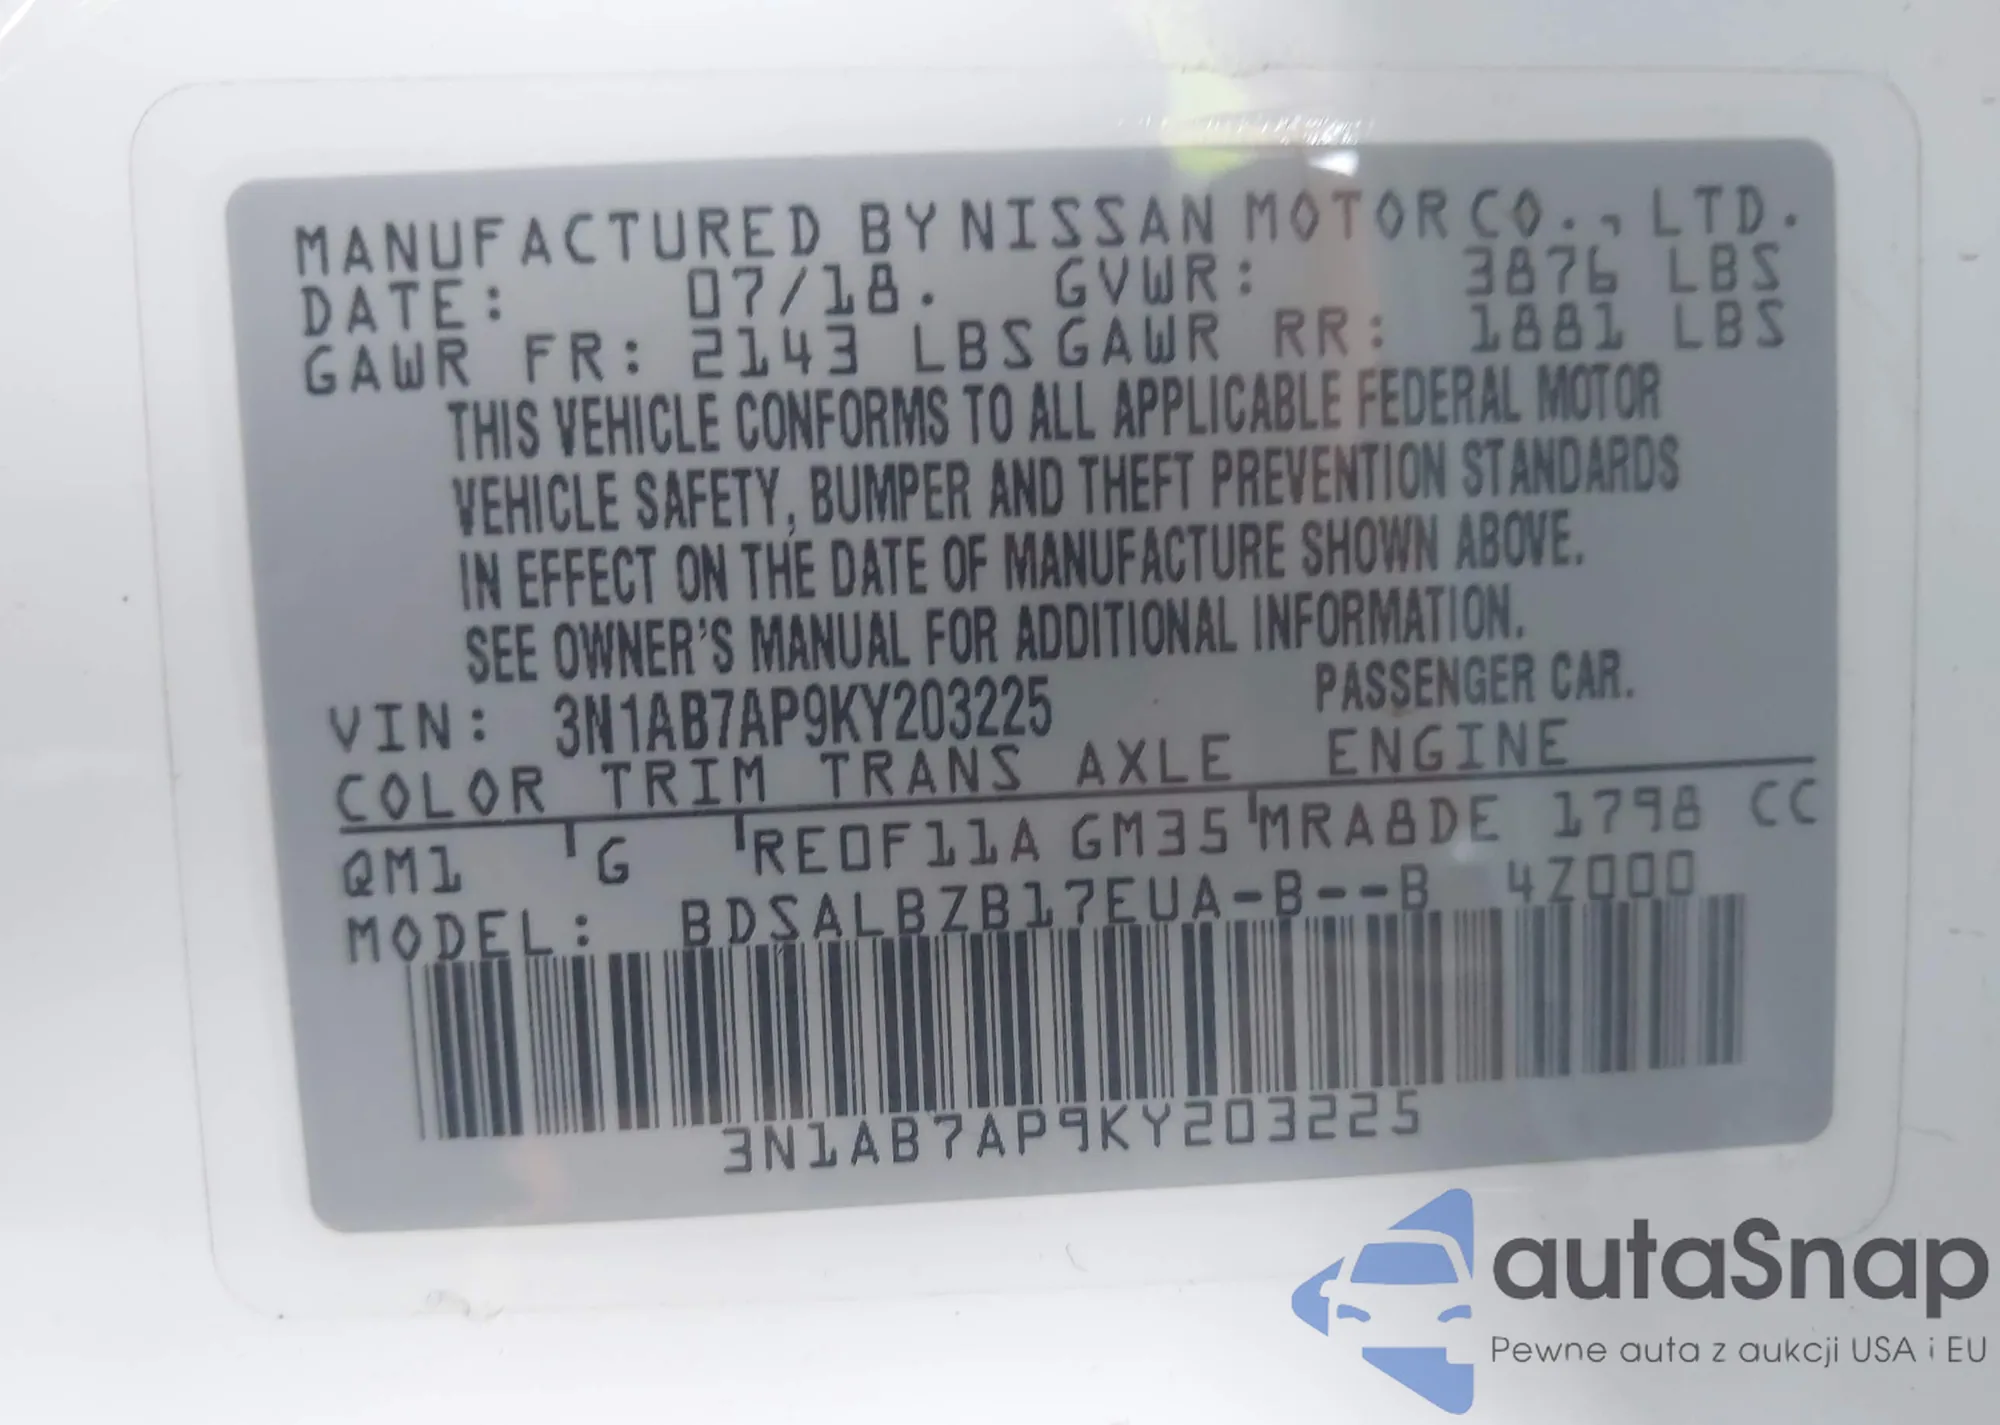 MANUFACTURED BY NISSAN MOTOR CO., LTD.
DATE: 07/18. GVWR: 3876 LBS
GAWR FR: 2143 LBS GAWR RR: 1881 LBS
THIS VEHICLE CONFORMS TO ALL APPLICABLE FEDERAL MOTOR
VEHICLE SAFETY, BUMPER AND THEFT PREVENTION STANDARDS
IN EFFECT ON THE DATE OF MANUFACTURE SHOWN ABOVE.
SEE OWNER'S MANUAL FOR ADDITIONAL INFORMATION.
VIN: 3N1AB7AP9KY203225 PASSENGER CAR.
COLOR TRIM TRANS AXLE ENGINE
QM1 G RE0F11A GM35 MRA8DE 1798 CC
MODEL: BDSALBZB17EUA-B--B 4Z000
3N1AB7AP9KY203225
autaSnap
Pewne auta z aukcji USA i EU